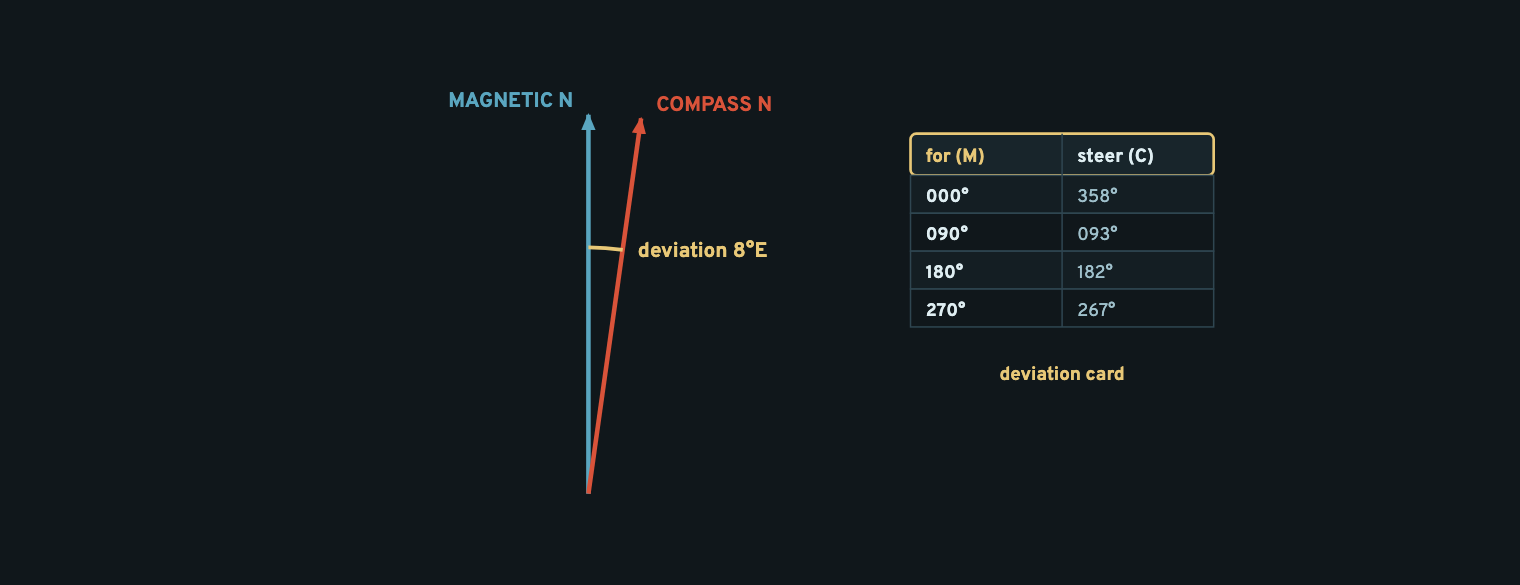 MAGNETIC N
COMPASS N
deviation 8°E
for (M) steer (C)
000° 358°
090° 093°
180° 182°
270° 267°
deviation card